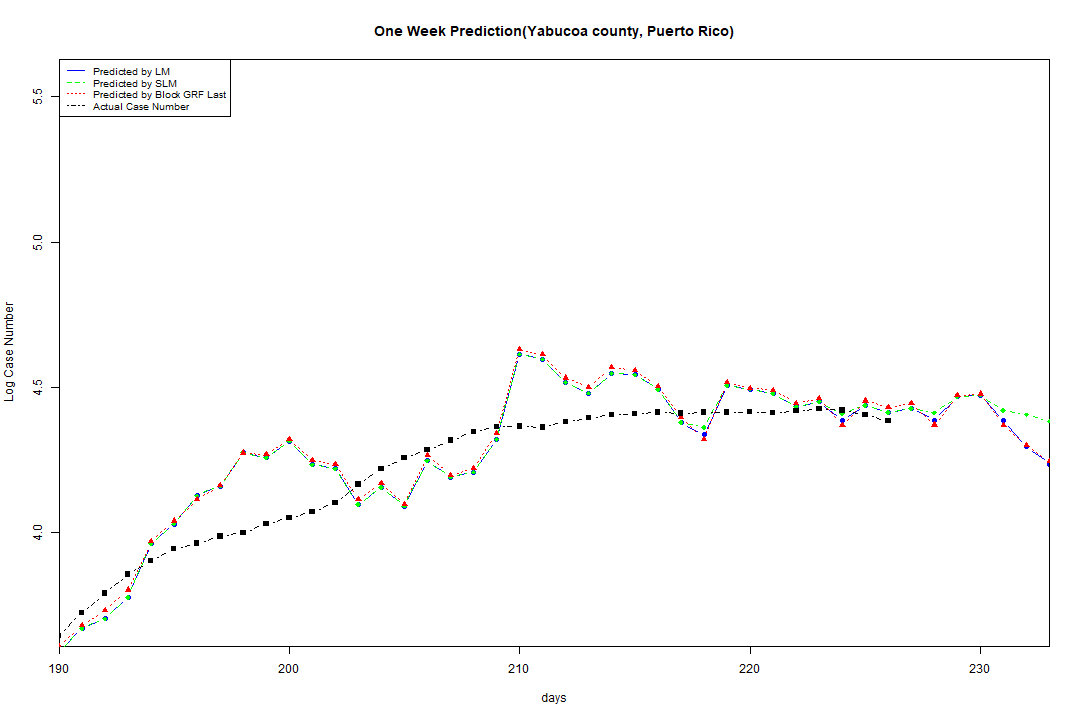 One Week Prediction(Yabucoa county, Puerto Rico)
Predicted by LM
Predicted by SLM
Predicted by Block GRF Last
Actual Case Number
5.5
5.0
4.5
4.0
Log Case Number
190 200 210 220 230
days